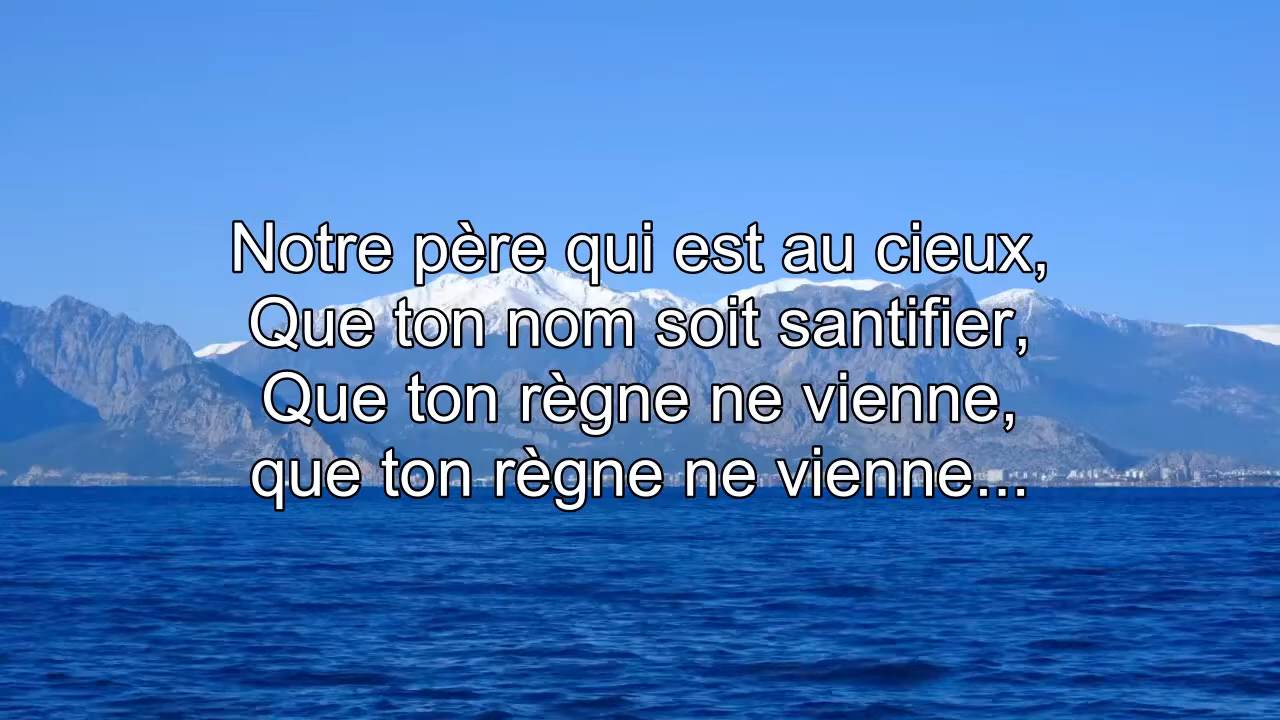 Notre père qui est au cieux,
Que ton nom soit santifier,
Que ton règne ne vienne,
que ton règne ne vienne...